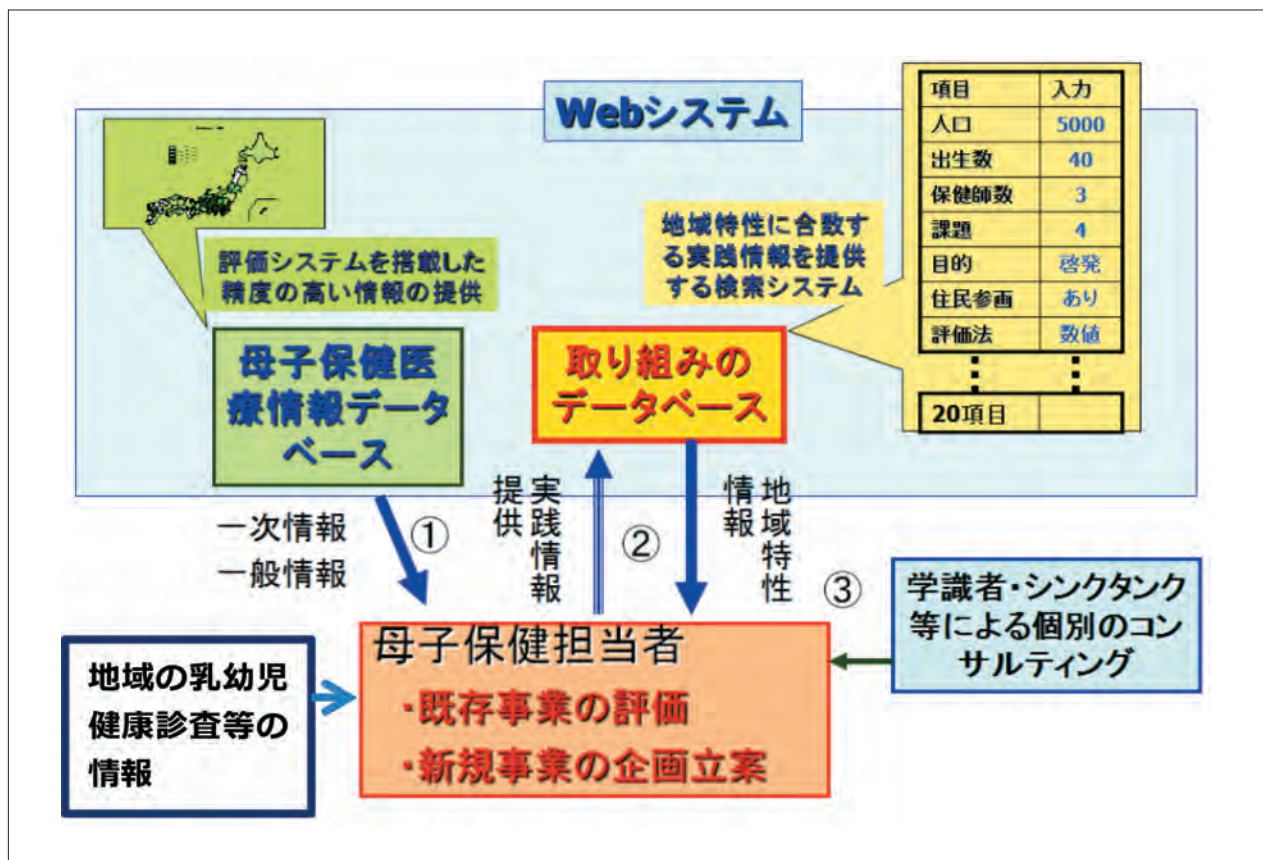 Webシステム
項目 入力
人口 5000
出生数 40
保健師数 3
課題 4
目的 啓発
住民参画 あり
評価法 数値
20項目
評価システムを搭載した
精度の高い情報の提供
地域特性に合致す
る実践情報を提供
する検索システム
母子保健医
療情報データ
ベース
取り組みの
データベース
一次情報
一般情報
①
実践情報
提供
②
地域特性
情報
③
学識者・シンクタンク
等による個別のコン
サルティング
地域の乳幼児
健康診査等の
情報
母子保健担当者
・既存事業の評価
・新規事業の企画立案